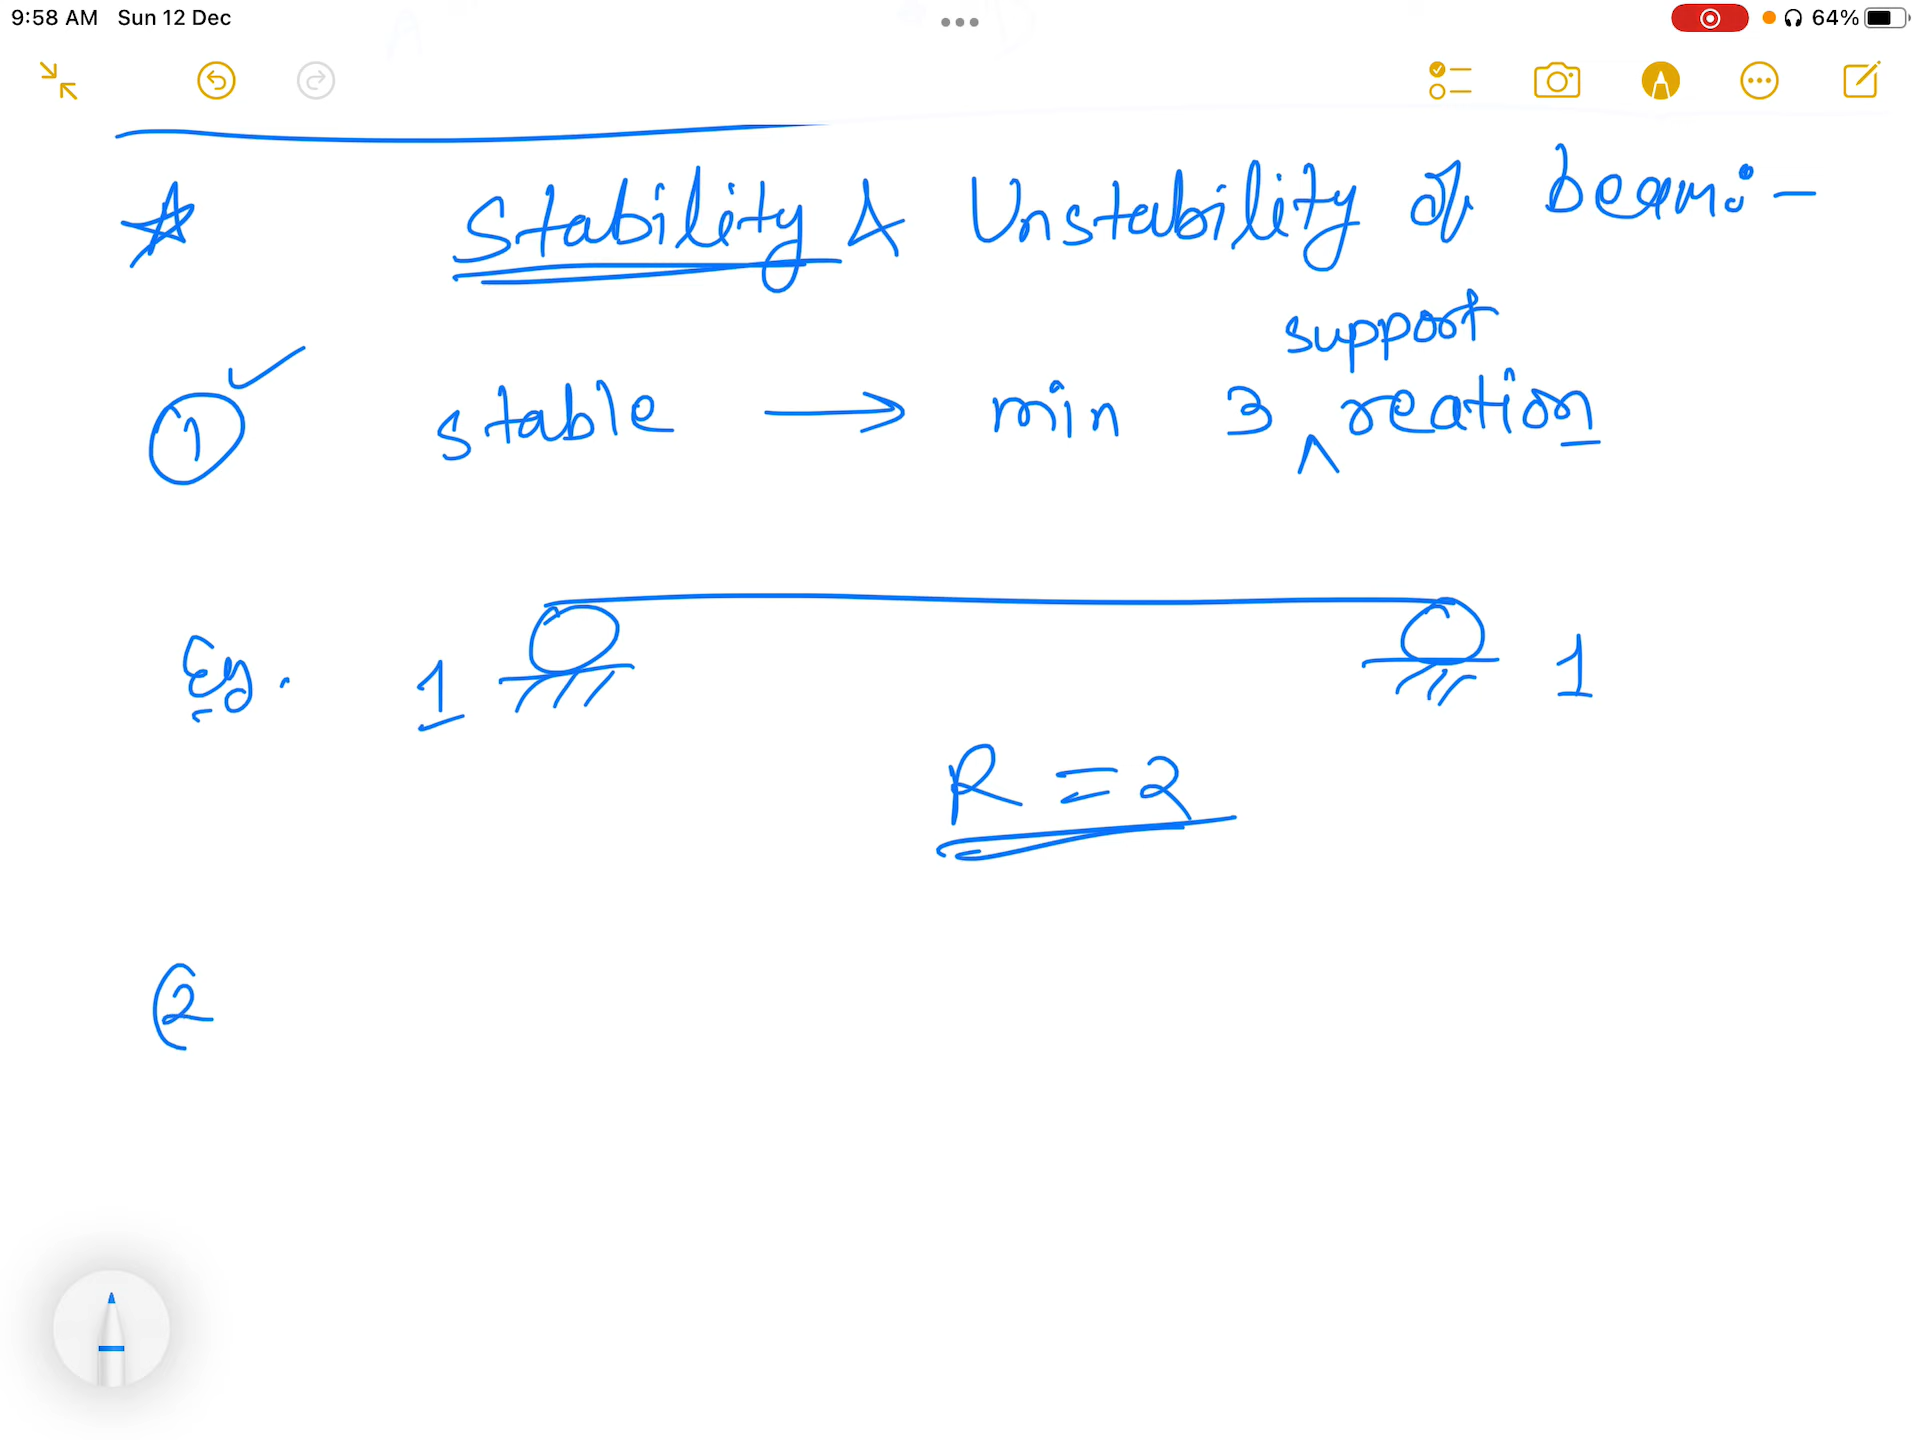 9:58 AM Sun 12 Dec
64%
Stability & Unstability of beam:-
support
① stable → min 3 ^ reation
Eg. 1 1
R = 2
(2